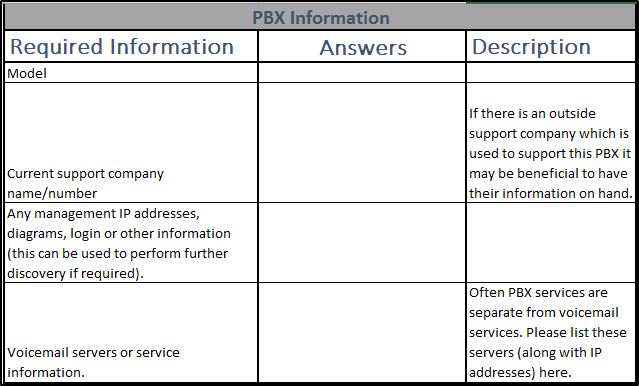 PBX Information
Required Information
Answers
Description
Model
Current support company
name/number
If there is an outside
support company which is
used to support this PBX it
may be beneficial to have
their information on hand.
Any management IP addresses,
diagrams, login or other information
(this can be used to perform further
discovery if required).
Voicemail servers or service
information.
Often PBX services are
separate from voicemail
services. Please list these
servers (along with IP
addresses) here.